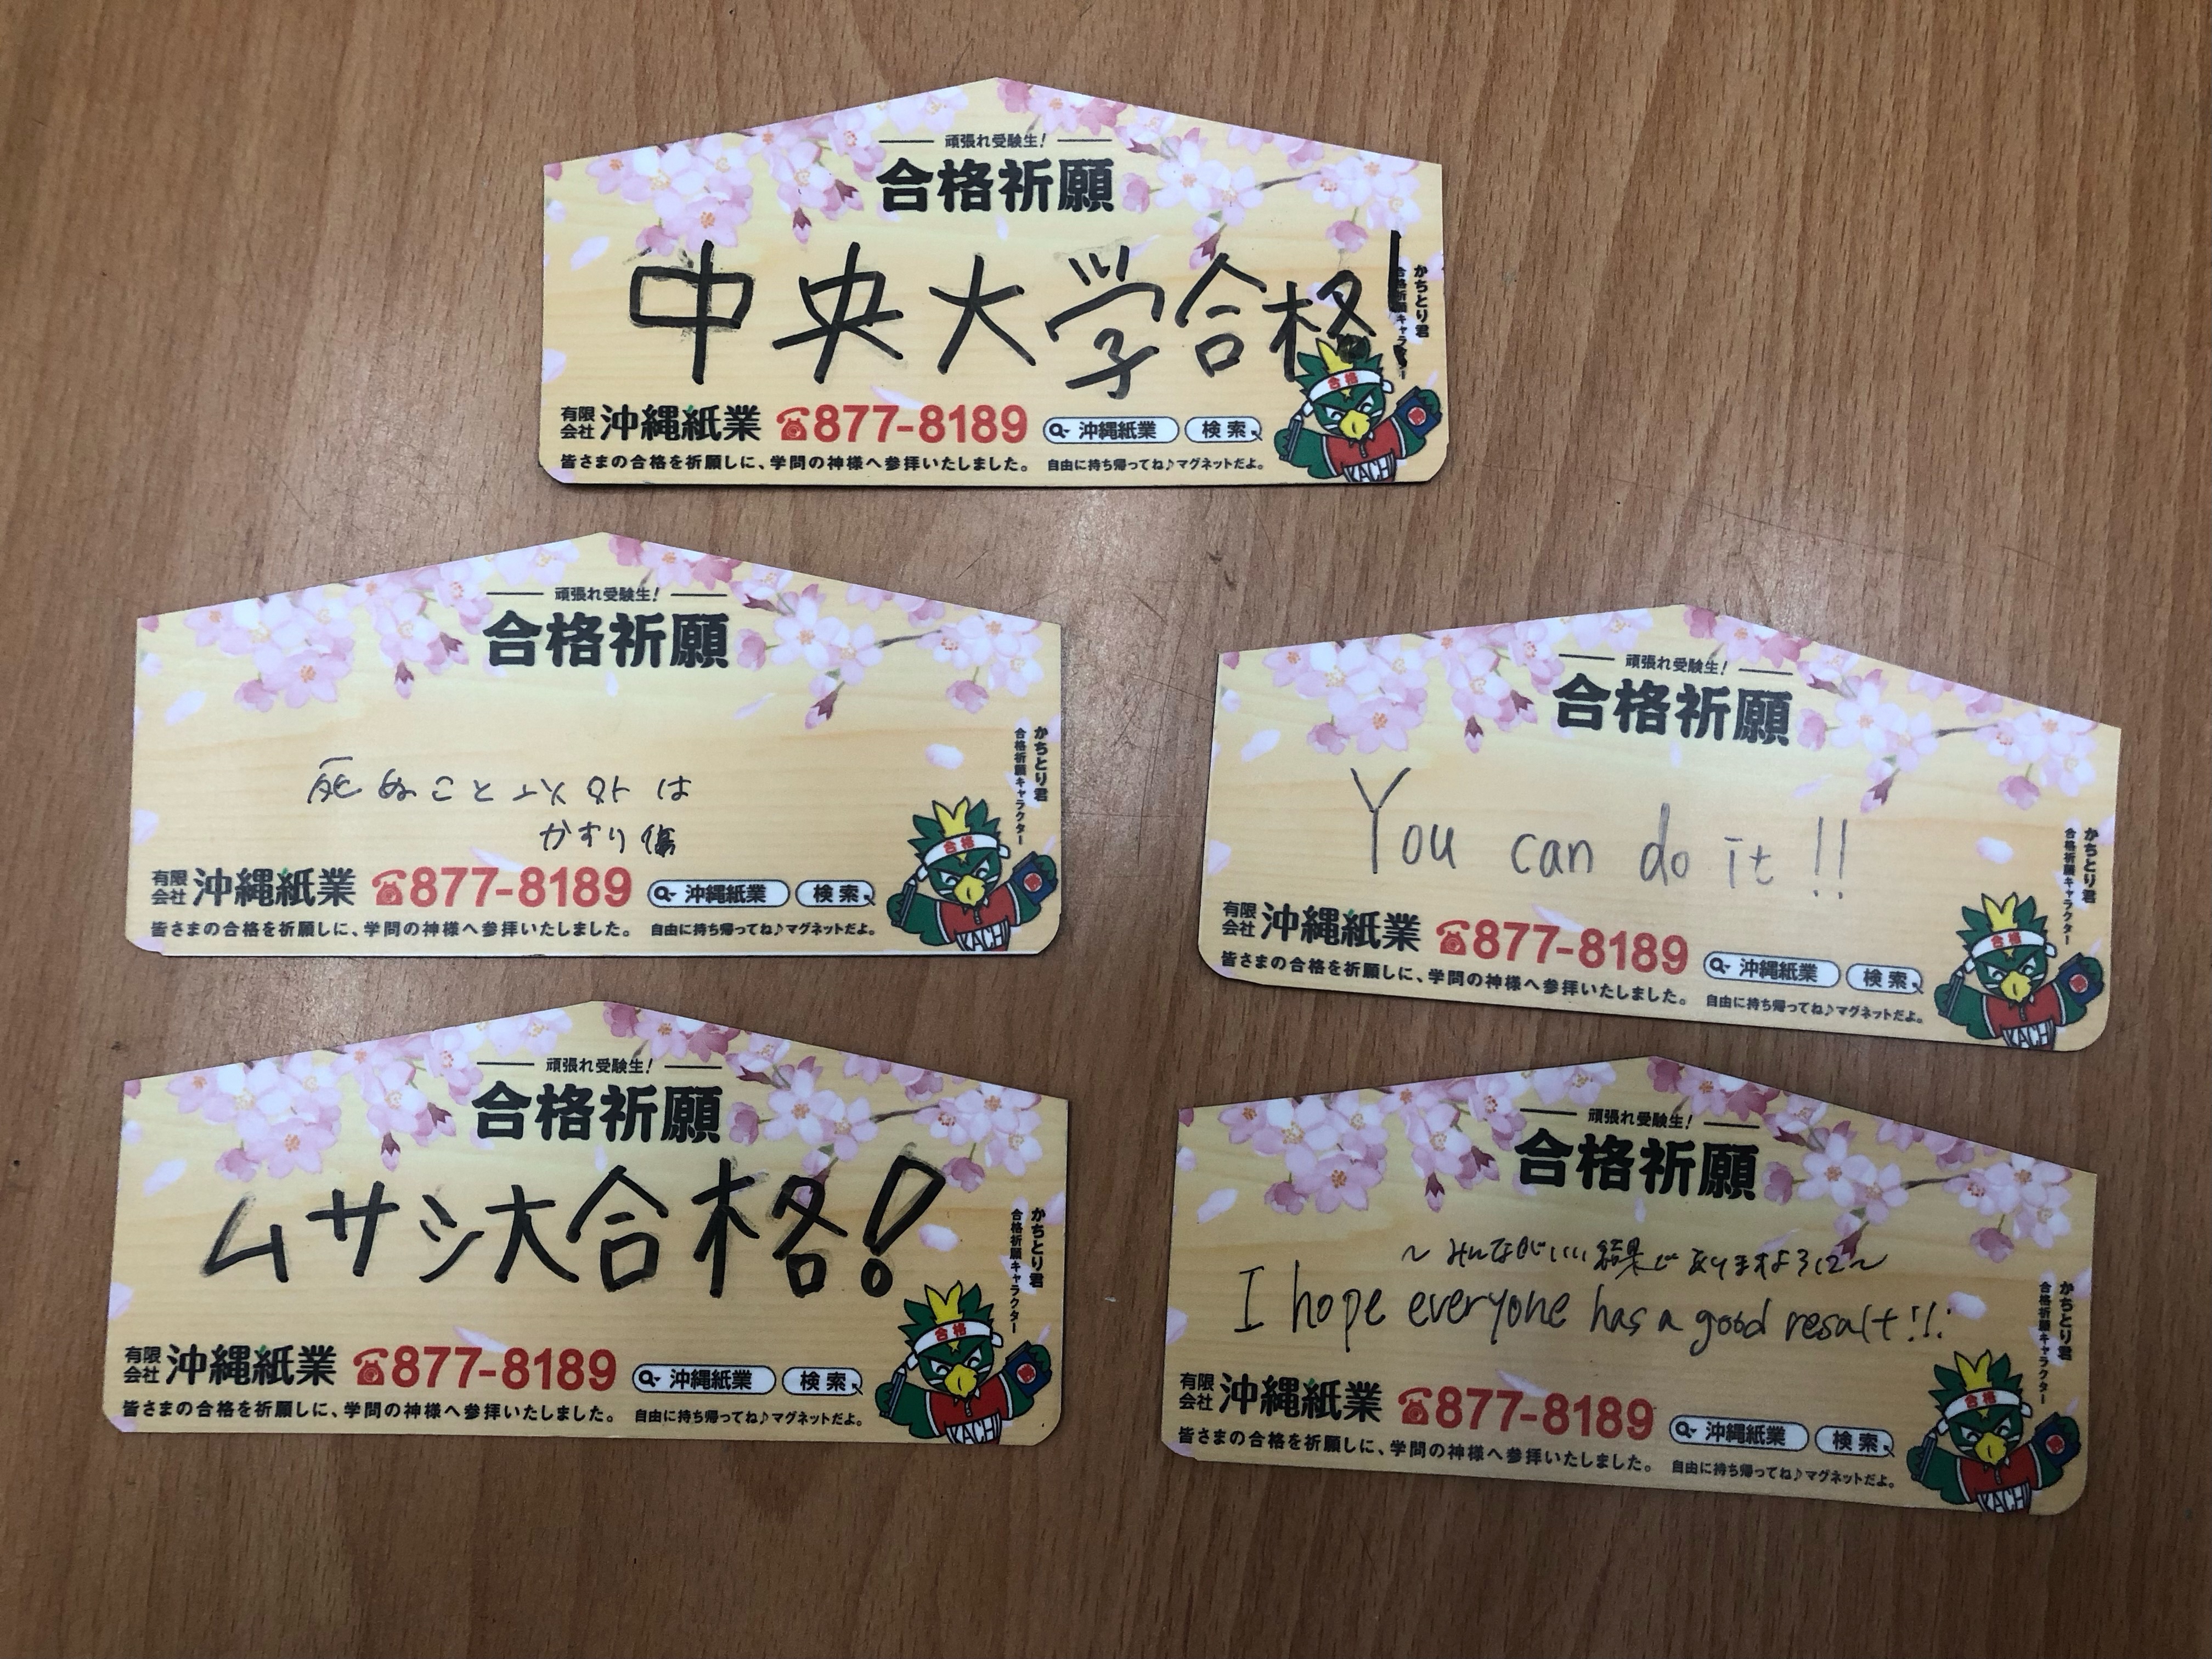 頑張れ受験生!
合格祈願
中央大学合格!
かちとり君
合格祈願キャラクター
合格
KACHI
有限会社 沖縄紙業 ☎877-8189 沖縄紙業 検索
皆さまの合格を祈願しに、学問の神様へ参拝いたしました。 自由に持ち帰ってね♪マグネットだよ。
頑張れ受験生!
合格祈願
死ぬこと以外は
かすり傷
かちとり君
合格祈願キャラクター
合格
KACHI
有限会社 沖縄紙業 ☎877-8189 沖縄紙業 検索
皆さまの合格を祈願しに、学問の神様へ参拝いたしました。 自由に持ち帰ってね♪マグネットだよ。
頑張れ受験生!
合格祈願
You can do it!!
かちとり君
合格祈願キャラクター
合格
KACHI
有限会社 沖縄紙業 ☎877-8189 沖縄紙業 検索
皆さまの合格を祈願しに、学問の神様へ参拝いたしました。 自由に持ち帰ってね♪マグネットだよ。
頑張れ受験生!
合格祈願
ムサシ大合格!
かちとり君
合格祈願キャラクター
合格
KACHI
有限会社 沖縄紙業 ☎877-8189 沖縄紙業 検索
皆さまの合格を祈願しに、学問の神様へ参拝いたしました。 自由に持ち帰ってね♪マグネットだよ。
頑張れ受験生!
合格祈願
～みんながいい結果でありますように～
I hope everyone has a good resalt!!!
かちとり君
合格祈願キャラクター
合格
KACHI
有限会社 沖縄紙業 ☎877-8189 沖縄紙業 検索
皆さまの合格を祈願しに、学問の神様へ参拝いたしました。 自由に持ち帰ってね♪マグネットだよ。